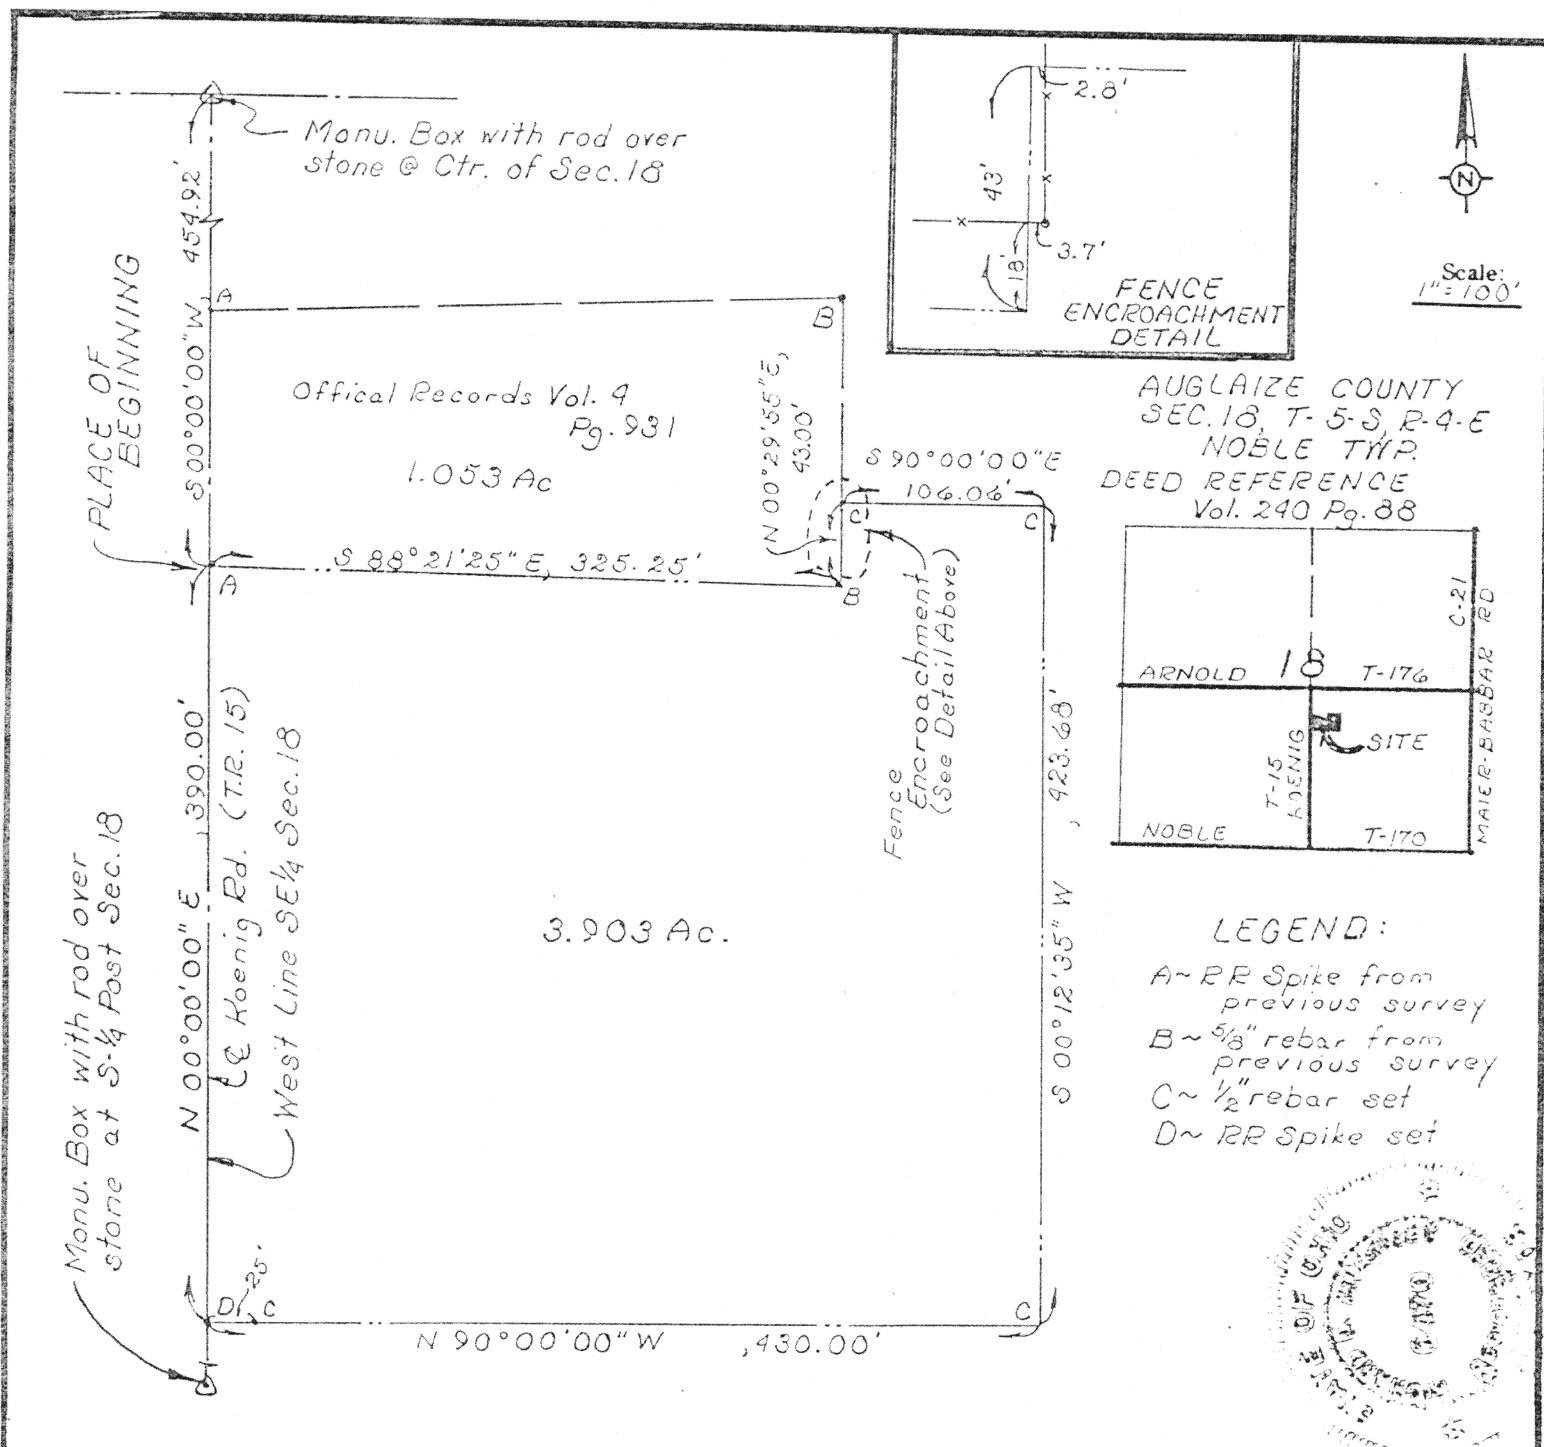 Monu. Box with rod over
stone @ Ctr. of Sec. 18
454.92'
S 00°00'00" W,
PLACE OF
BEGINNING
A
B
Offical Records Vol. 4
Pg. 931
1.053 Ac
N 00°29'55" E,
43.00'
S 90°00'00" E
106.06'
C
C
S 88°21'25" E, 325.25'
A
B
Fence
Encroachment
(See Detail Above)
N 00°00'00" E ,390.00'
℄ Koenig Rd. (T.R. 15)
West Line SE¼ Sec. 18
3.903 Ac.
S 00°12'35" W , 423.68'
Monu. Box with rod over
stone at S-¼ Post Sec. 18
D
25'
C
C
N 90°00'00" W ,430.00'
2.8'
43'
3.7'
18'
FENCE
ENCROACHMENT
DETAIL
N
Scale:
1"=100'
AUGLAIZE COUNTY
SEC. 18, T-5-S, R-4-E
NOBLE TWP.
DEED REFERENCE
Vol. 240 Pg. 88
C-21
MAIER-BABBAR RD
ARNOLD 18 T-176
SITE
T-15
KOENIG
NOBLE T-170
LEGEND:
A~ RR Spike from
previous survey
B~ 5/8" rebar from
previous survey
C~ 1/2" rebar set
D~ RR Spike set
OF OHIO